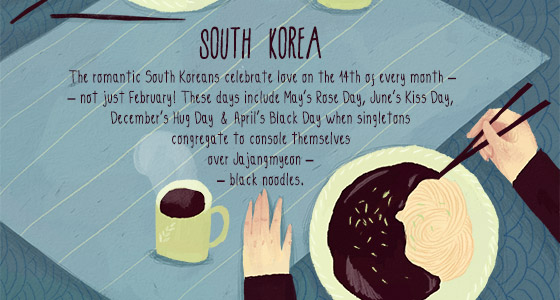 SOUTH KOREA
The romantic South Koreans celebrate love on the 14th of every month –
– not just February! These days include May's Rose Day, June's Kiss Day,
December's Hug Day & April's Black Day when singletons
congregate to console themselves
over Jajangmyeon –
– black noodles.